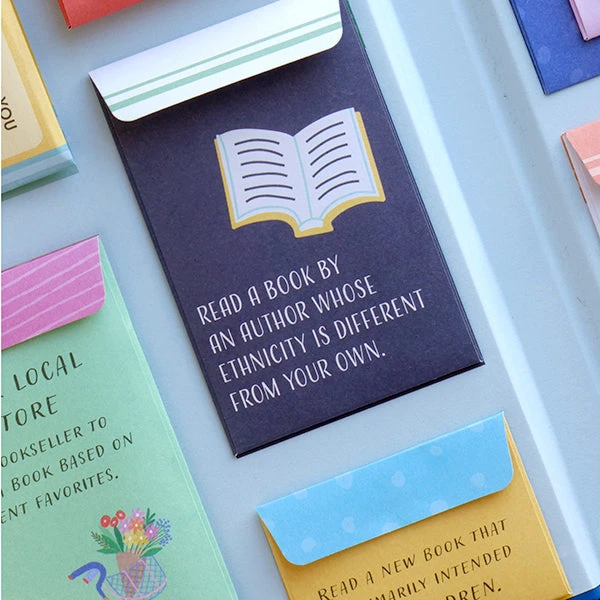 YOU
READ A BOOK BY
AN AUTHOR WHOSE
ETHNICITY IS DIFFERENT
FROM YOUR OWN.
LOCAL
TORE
OOKSELLER TO
BOOK BASED ON
ENT FAVORITES.
READ A NEW BOOK THAT
MARILY INTENDED
DREN.